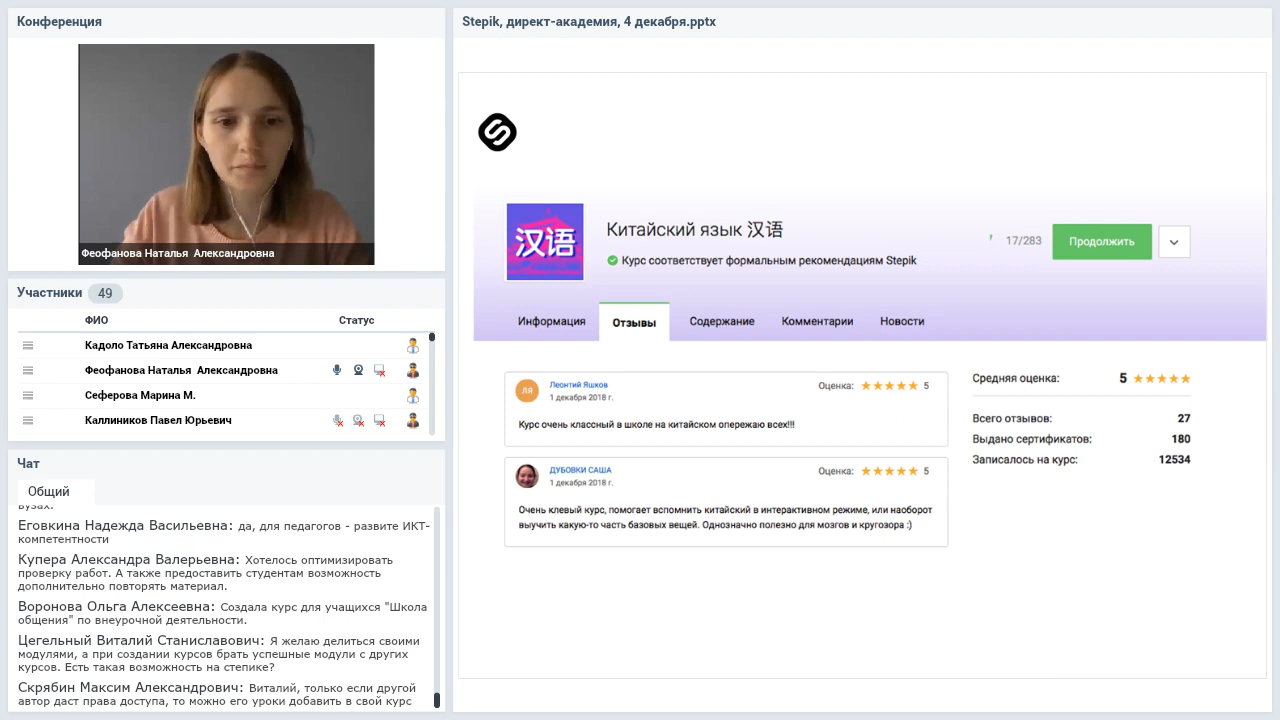 Конференция
Феофанова Наталья  Александровна
Участники 49
ФИО Статус
Кадоло Татьяна Александровна
Феофанова Наталья  Александровна
Сеферова Марина М.
Каллиников Павел Юрьевич
Чат
Общий
вузах.
Еговкина Надежда Васильевна: да, для педагогов - развите ИКТ-
компетентности
Купера Александра Валерьевна: Хотелось оптимизировать
проверку работ. А также предоставить студентам возможность
дополнительно повторять материал.
Воронова Ольга Алексеевна: Создала курс для учащихся "Школа
общения" по внеурочной деятельности.
Цегельный Виталий Станиславович: Я желаю делиться своими
модулями, а при создании курсов брать успешные модули с других
курсов. Есть такая возможность на степике?
Скрябин Максим Александрович: Виталий, только если другой
автор даст права доступа, то можно его уроки добавить в свой курс
Stepik, директ-академия, 4 декабря.pptx
汉语
Китайский язык 汉语
Курс соответствует формальным рекомендациям Stepik
17/283
Продолжить
Информация Отзывы Содержание Комментарии Новости
ЛЯ
Леонтий Яшков
1 декабря 2018 г.
Оценка: 5
Курс очень классный в школе на китайском опережаю всех!!!
ДУБОВКИ САША
1 декабря 2018 г.
Оценка: 5
Очень клевый курс, помогает вспомнить китайский в интерактивном режиме, или наоборот
выучить какую-то часть базовых вещей. Однозначно полезно для мозгов и кругозора :)
Средняя оценка: 5
Всего отзывов: 27
Выдано сертификатов: 180
Записалось на курс: 12534